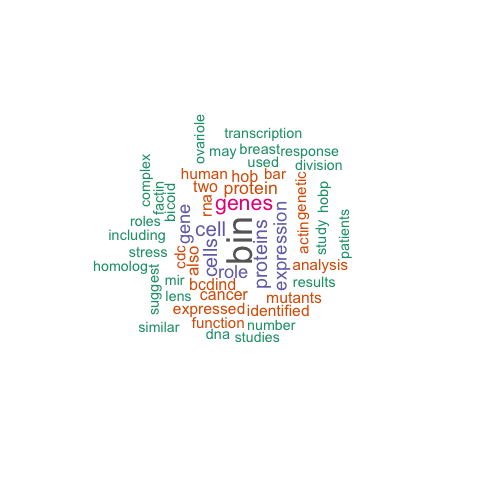 ovariole
transcription
may
breast
response
used
division
complex
human
hob
bar
two
protein
factin
bicoid
rna
genes
genetic
hobp
roles
gene
cell
bin
proteins
expression
actin
study
patients
including
stress
cdc
also
cells
role
analysis
homolog
suggest
mir
bcdind
results
lens
cancer
mutants
expressed
identified
similar
function
number
dna
studies